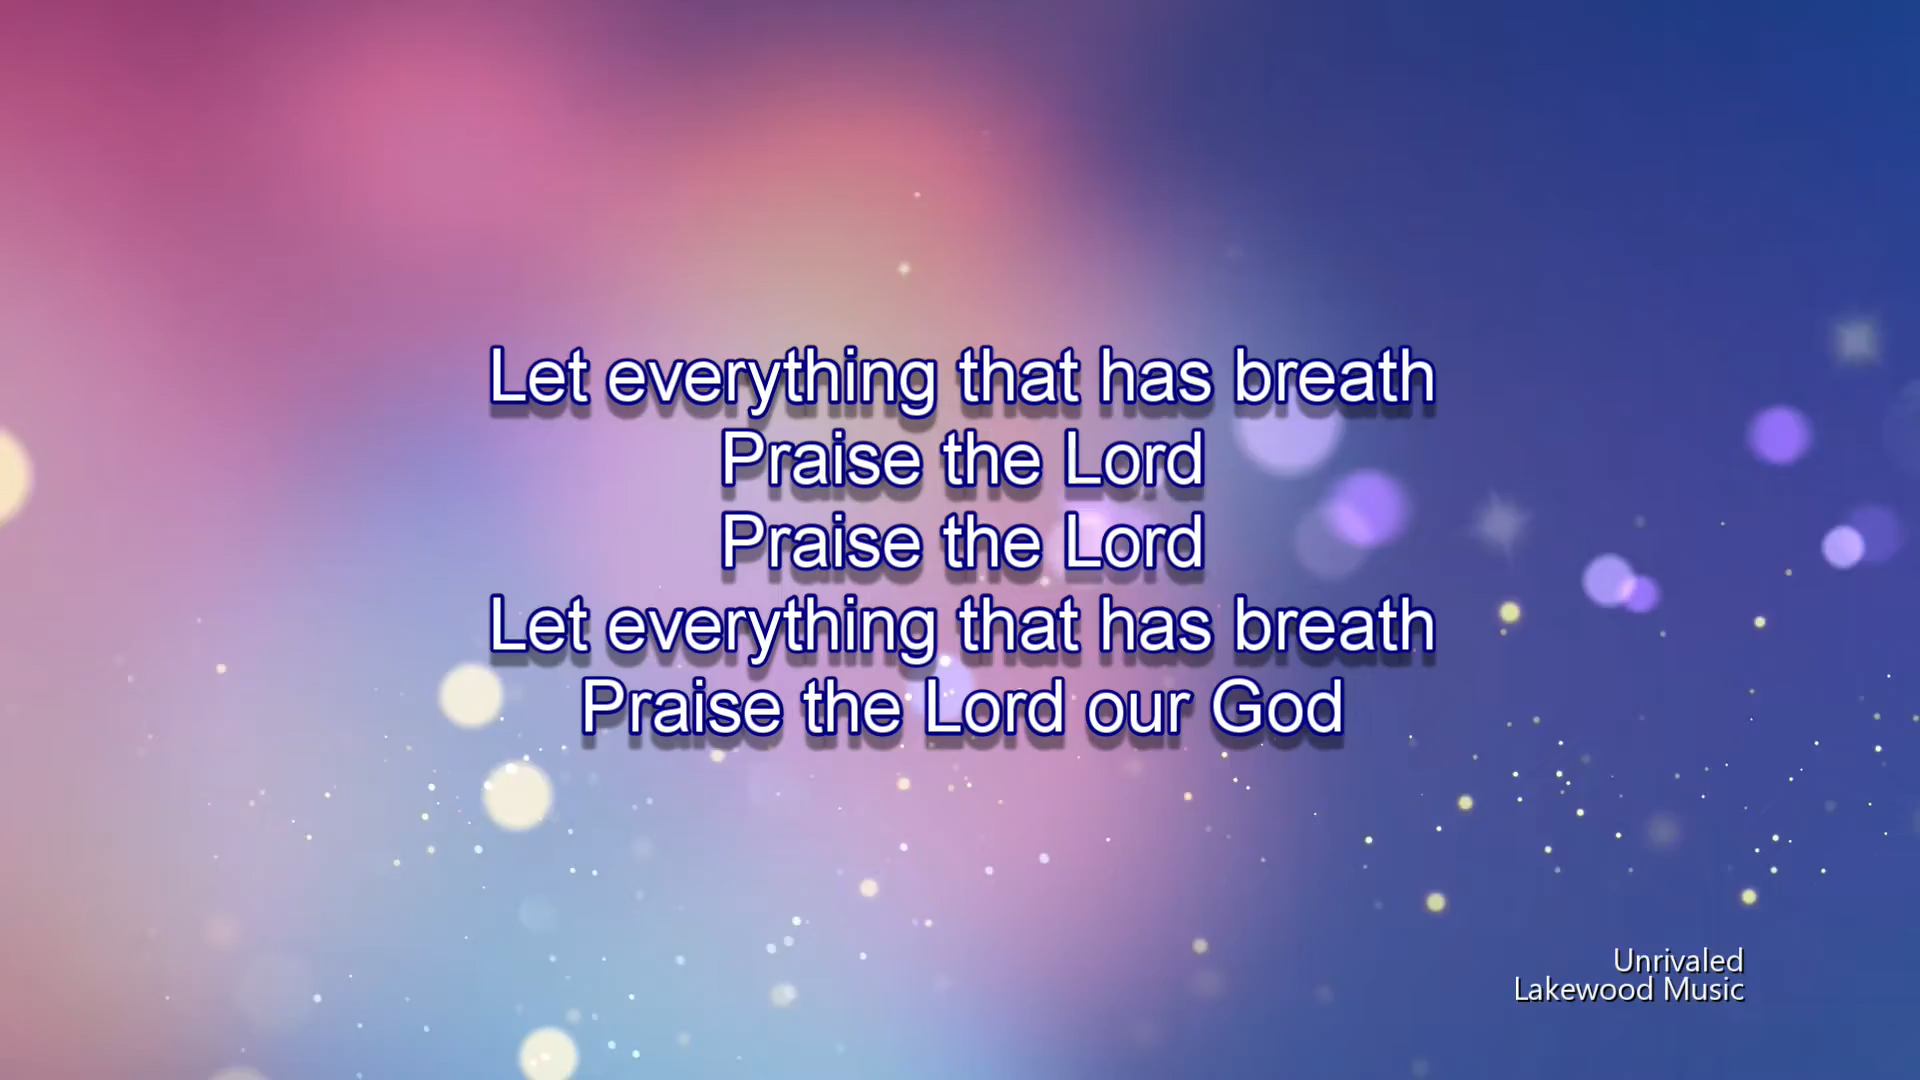 Let everything that has breath
Praise the Lord
Praise the Lord
Let everything that has breath
Praise the Lord our God
Unrivaled
Lakewood Music